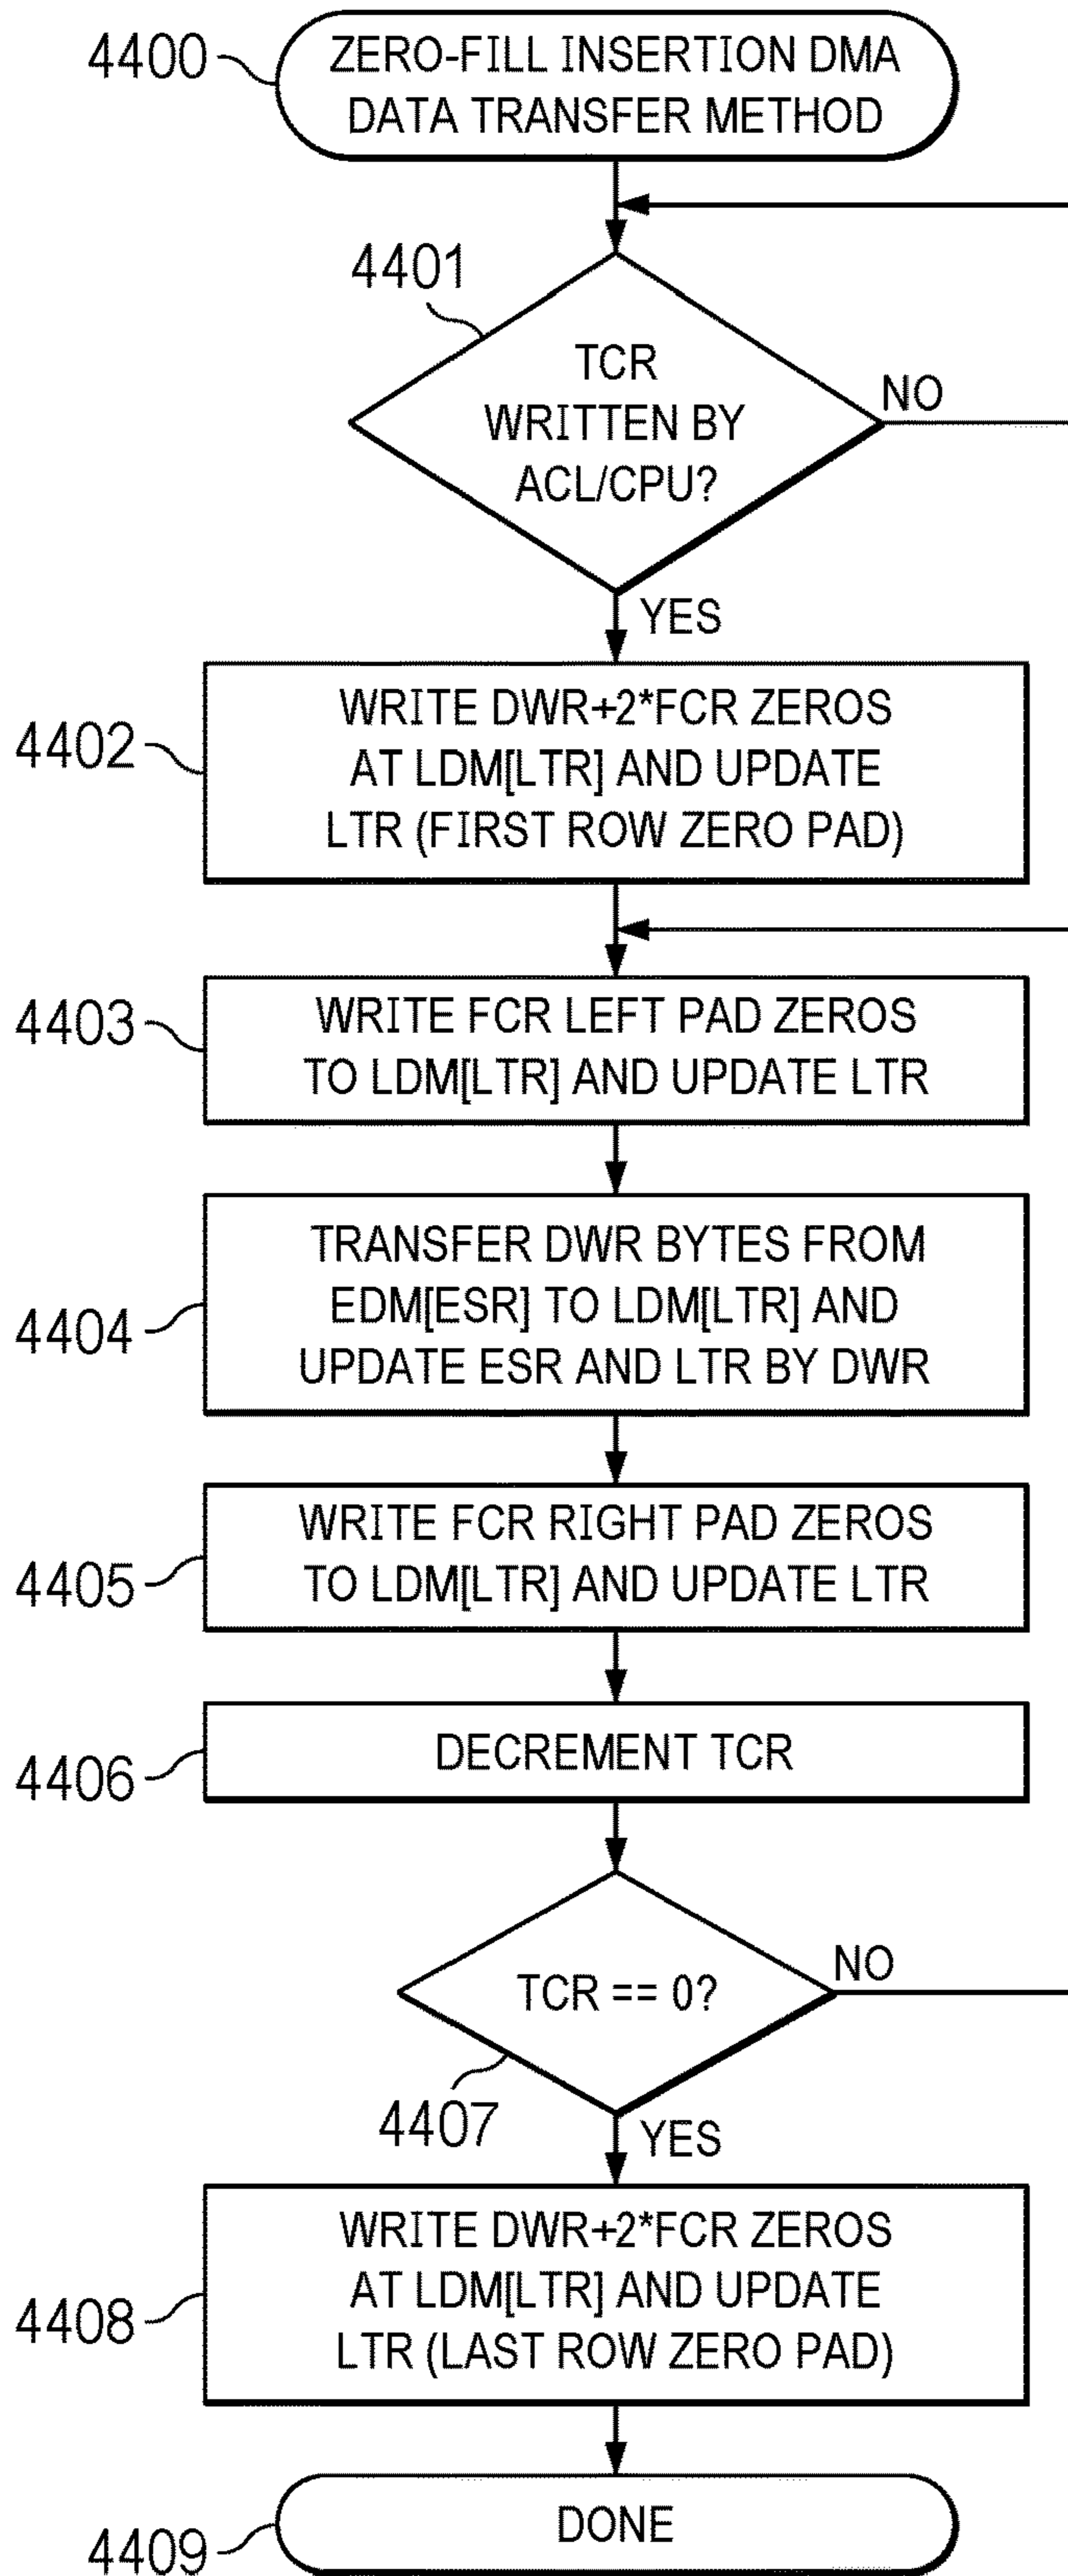 4400
ZERO-FILL INSERTION DMA
DATA TRANSFER METHOD
4401
TCR
WRITTEN BY
ACL/CPU?
NO
YES
4402
WRITE DWR+2*FCR ZEROS
AT LDM[LTR] AND UPDATE
LTR (FIRST ROW ZERO PAD)
4403
WRITE FCR LEFT PAD ZEROS
TO LDM[LTR] AND UPDATE LTR
4404
TRANSFER DWR BYTES FROM
EDM[ESR] TO LDM[LTR] AND
UPDATE ESR AND LTR BY DWR
4405
WRITE FCR RIGHT PAD ZEROS
TO LDM[LTR] AND UPDATE LTR
4406
DECREMENT TCR
TCR == 0?
NO
4407
YES
4408
WRITE DWR+2*FCR ZEROS
AT LDM[LTR] AND UPDATE
LTR (LAST ROW ZERO PAD)
4409
DONE